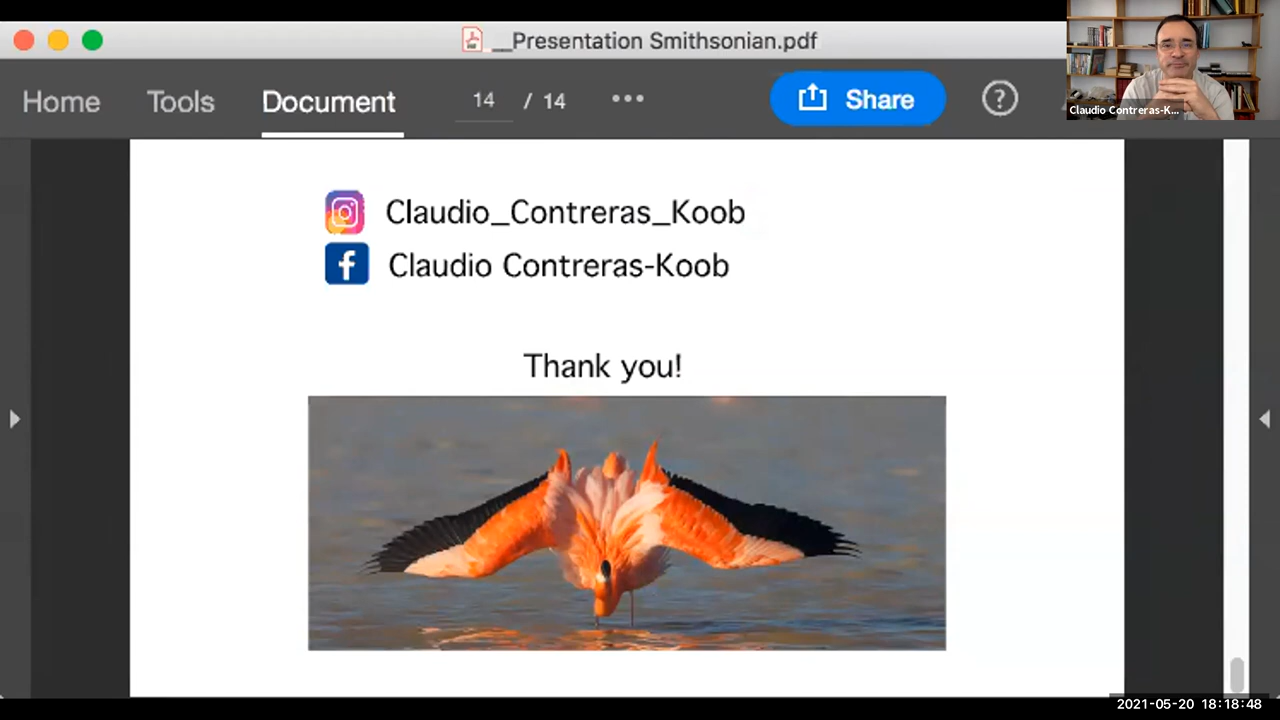 __Presentation Smithsonian.pdf
Home Tools Document 14 / 14 ••• Share ?
Claudio Contreras-K...
Claudio_Contreras_Koob
f Claudio Contreras-Koob
Thank you!
2021-05-20 18:18:48